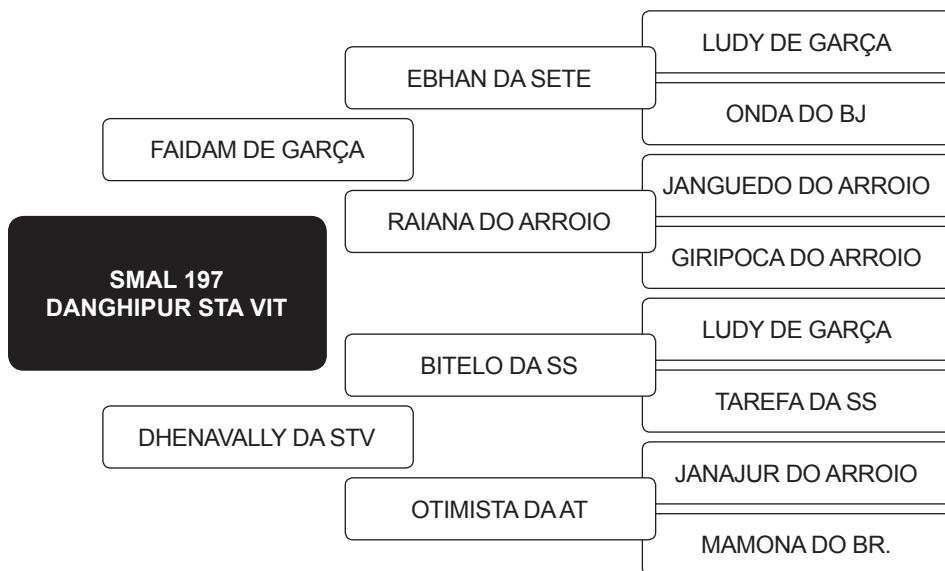 LUDY DE GARÇA
EBHAN DA SETE
ONDA DO BJ
FAIDAM DE GARÇA
JANGUEDO DO ARROIO
RAIANA DO ARROIO
GIRIPOCA DO ARROIO
SMAL 197
DANGHIPUR STA VIT
LUDY DE GARÇA
BITELO DA SS
TAREFA DA SS
DHENAVALLY DA STV
JANAJUR DO ARROIO
OTIMISTA DA AT
MAMONA DO BR.